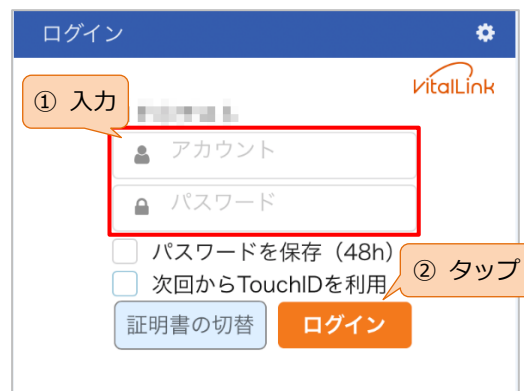 ログイン
VitalLink
① 入力
アカウント
パスワード
パスワードを保存（48h）
次回からTouchIDを利用
② タップ
証明書の切替
ログイン